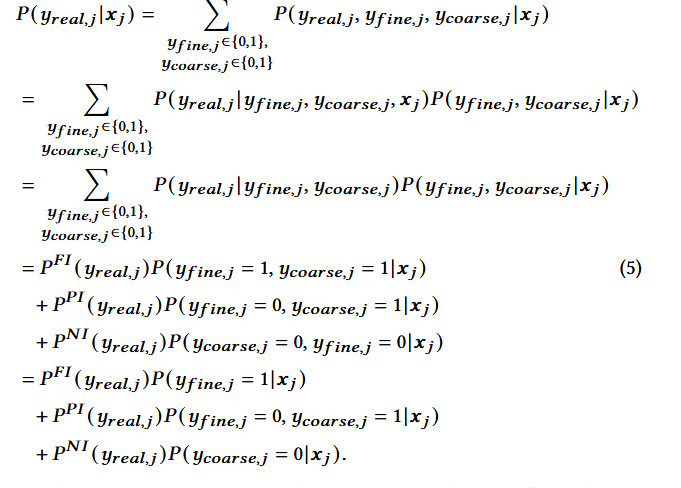 P(y_{real,j}|x_j) = ∑_{y_{fine,j}∈{0,1}, y_{coarse,j}∈{0,1}} P(y_{real,j}, y_{fine,j}, y_{coarse,j}|x_j)
= ∑_{y_{fine,j}∈{0,1}, y_{coarse,j}∈{0,1}} P(y_{real,j}|y_{fine,j}, y_{coarse,j}, x_j)P(y_{fine,j}, y_{coarse,j}|x_j)
= ∑_{y_{fine,j}∈{0,1}, y_{coarse,j}∈{0,1}} P(y_{real,j}|y_{fine,j}, y_{coarse,j})P(y_{fine,j}, y_{coarse,j}|x_j)
= P^{FI}(y_{real,j})P(y_{fine,j} = 1, y_{coarse,j} = 1|x_j) (5)
+ P^{PI}(y_{real,j})P(y_{fine,j} = 0, y_{coarse,j} = 1|x_j)
+ P^{NI}(y_{real,j})P(y_{coarse,j} = 0, y_{fine,j} = 0|x_j)
= P^{FI}(y_{real,j})P(y_{fine,j} = 1|x_j)
+ P^{PI}(y_{real,j})P(y_{fine,j} = 0, y_{coarse,j} = 1|x_j)
+ P^{NI}(y_{real,j})P(y_{coarse,j} = 0|x_j).